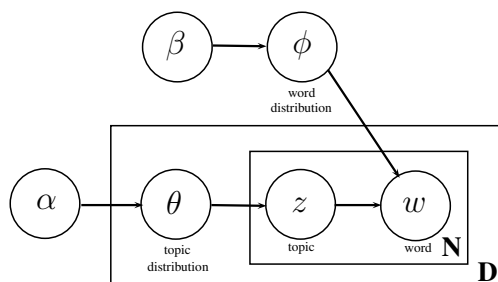 β
ϕ
word
distribution
α
θ
z
w
topic
distribution
topic
word
N
D